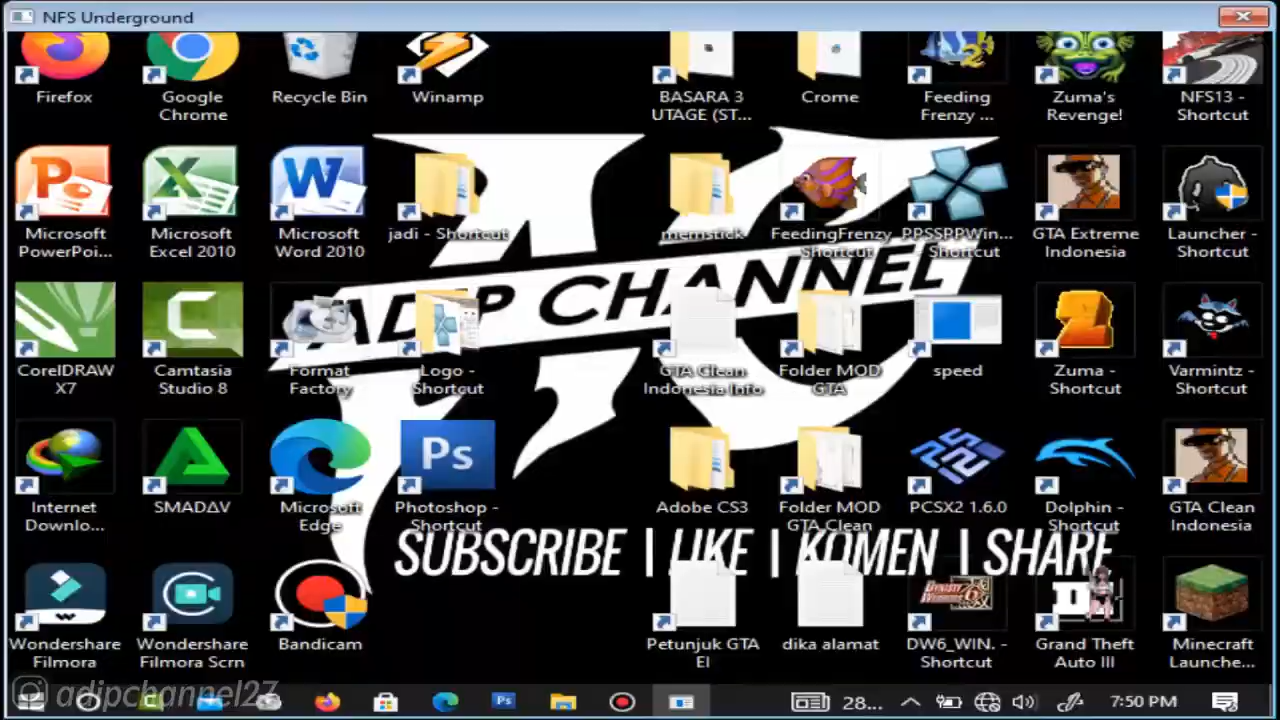 NFS Underground
Firefox
Google
Chrome
Recycle Bin
Winamp
BASARA 3
UTAGE (ST...
Crome
Feeding
Frenzy ...
Zuma's
Revenge!
NFS13 -
Shortcut
Microsoft
PowerPoi...
Microsoft
Excel 2010
Microsoft
Word 2010
jadi - Shortcut
memstick
FeedingFrenzy
Shortcut
PPSSPPWin...
Shortcut
GTA Extreme
Indonesia
Launcher -
Shortcut
ADIP CHANNEL
CorelDRAW
X7
Camtasia
Studio 8
Format
Factory
Logo -
Shortcut
GTA Clean
Indonesia Info
Folder MOD
GTA
speed
Zuma -
Shortcut
Varmintz -
Shortcut
Internet
Downlo...
SMADΔV
Microsoft
Edge
Ps
Photoshop -
Shortcut
Adobe CS3
Folder MOD
GTA Clean
PCSX2 1.6.0
Dolphin -
Shortcut
GTA Clean
Indonesia
SUBSCRIBE | LIKE | KOMEN | SHARE
Wondershare
Filmora
Wondershare
Filmora Scrn
Bandicam
Petunjuk GTA
EI
dika alamat
DW6_WIN. -
Shortcut
Grand Theft
Auto III
Minecraft
Launche...
adipchannel27
Ps
28...
7:50 PM